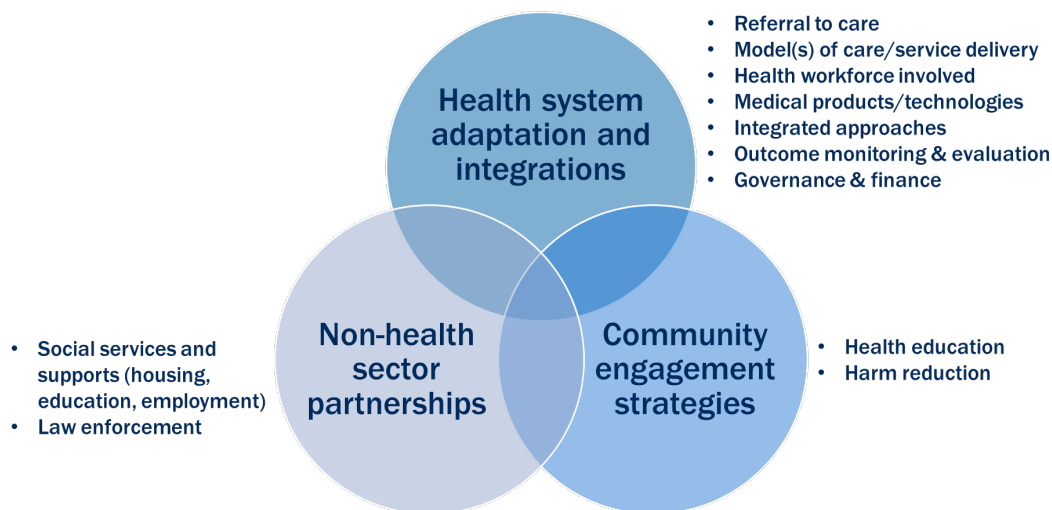 Health system
adaptation and
integrations
• Referral to care
• Model(s) of care/service delivery
• Health workforce involved
• Medical products/technologies
• Integrated approaches
• Outcome monitoring & evaluation
• Governance & finance
Non-health
sector
partnerships
• Social services and
supports (housing,
education, employment)
• Law enforcement
Community
engagement
strategies
• Health education
• Harm reduction